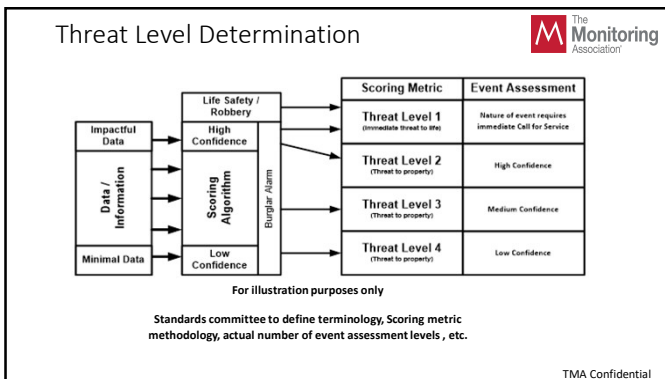 Threat Level Determination
The
Monitoring
Association
Scoring Metric
Event Assessment
Life Safety /
Robbery
Threat Level 1
(Immediate threat to life)
Nature of event requires
immediate Call for Service
Impactful
Data
High
Confidence
Threat Level 2
(Threat to property)
High Confidence
Data /
Information
Scoring
Algorithm
Burglar Alarm
Threat Level 3
(Threat to property)
Medium Confidence
Minimal Data
Low
Confidence
Threat Level 4
(Threat to property)
Low Confidence
For illustration purposes only
Standards committee to define terminology, Scoring metric
methodology, actual number of event assessment levels , etc.
TMA Confidential